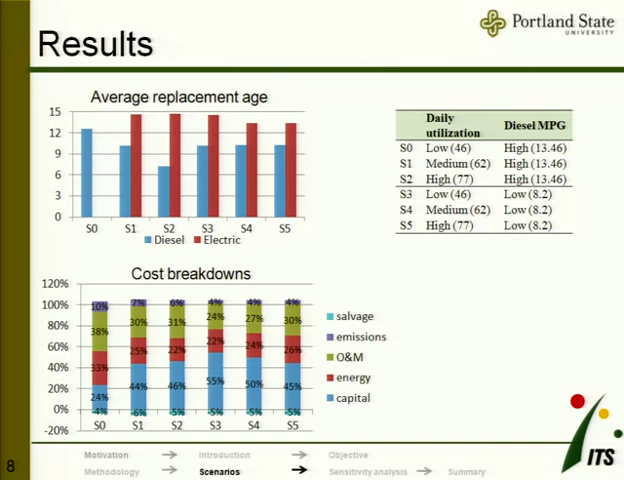 Portland State
UNIVERSITY
Results
Average replacement age
15
12
9
6
3
0
S0 S1 S2 S3 S4 S5
Diesel Electric
Daily utilization Diesel MPG
S0 Low (46) High (13.46)
S1 Medium (62) High (13.46)
S2 High (77) High (13.46)
S3 Low (46) Low (8.2)
S4 Medium (62) Low (8.2)
S5 High (77) Low (8.2)
Cost breakdowns
120%
100%
80%
60%
40%
20%
0%
-20%
10% 7% 6% 4% 4% 4%
38% 30% 31% 24% 27% 30%
33% 25% 22% 22% 24% 26%
24% 44% 46% 55% 50% 45%
-4% -6% -5% -5% -5% -5%
S0 S1 S2 S3 S4 S5
salvage
emissions
O&M
energy
capital
Motivation Introduction Objective
Methodology Scenarios Sensitivity analysis Summary
8
ITS